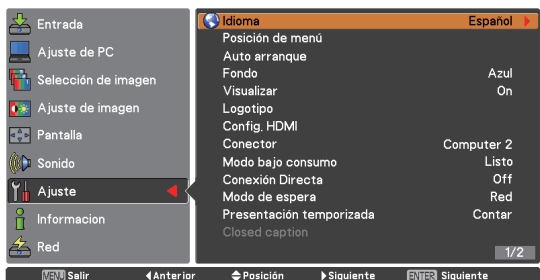 Entrada
Ajuste de PC
Selección de imagen
Ajuste de imagen
Pantalla
Sonido
Ajuste
Informacion
Red
Idioma Español
Posición de menú
Auto arranque
Fondo Azul
Visualizar On
Logotipo
Config. HDMI
Conector Computer 2
Modo bajo consumo Listo
Conexión Directa Off
Modo de espera Red
Presentación temporizada Contar
Closed caption
1/2
MENU Salir Anterior Posición Siguiente ENTER Siguiente